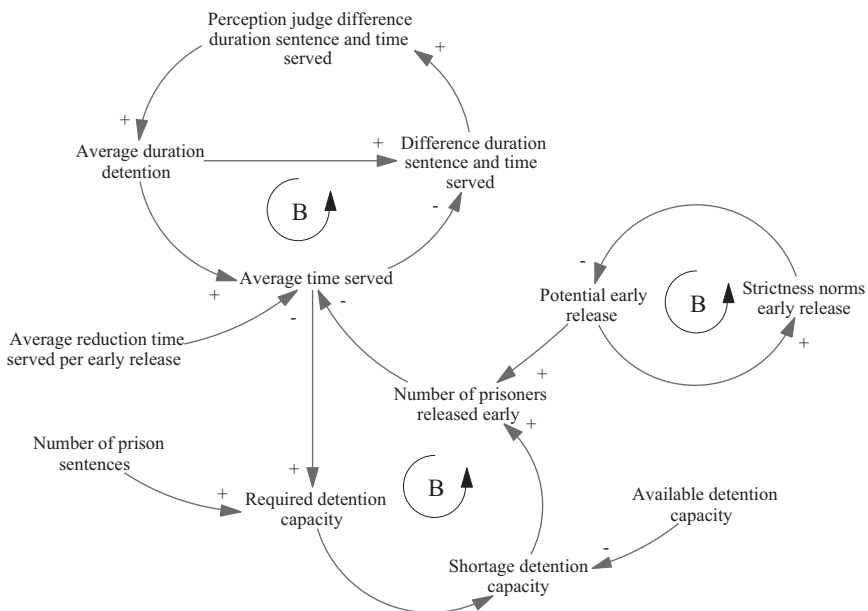 Perception judge difference
duration sentence and time
served
+
+
Average duration
detention
+
Difference duration
sentence and time
served
B
-
+
Average time served
-
-
Average reduction time
served per early release
-
Potential early
release
B
Strictness norms
early release
+
+
Number of prisoners
released early
+
Number of prison
sentences
+
+
Required detention
capacity
B
Available detention
capacity
-
Shortage detention
capacity